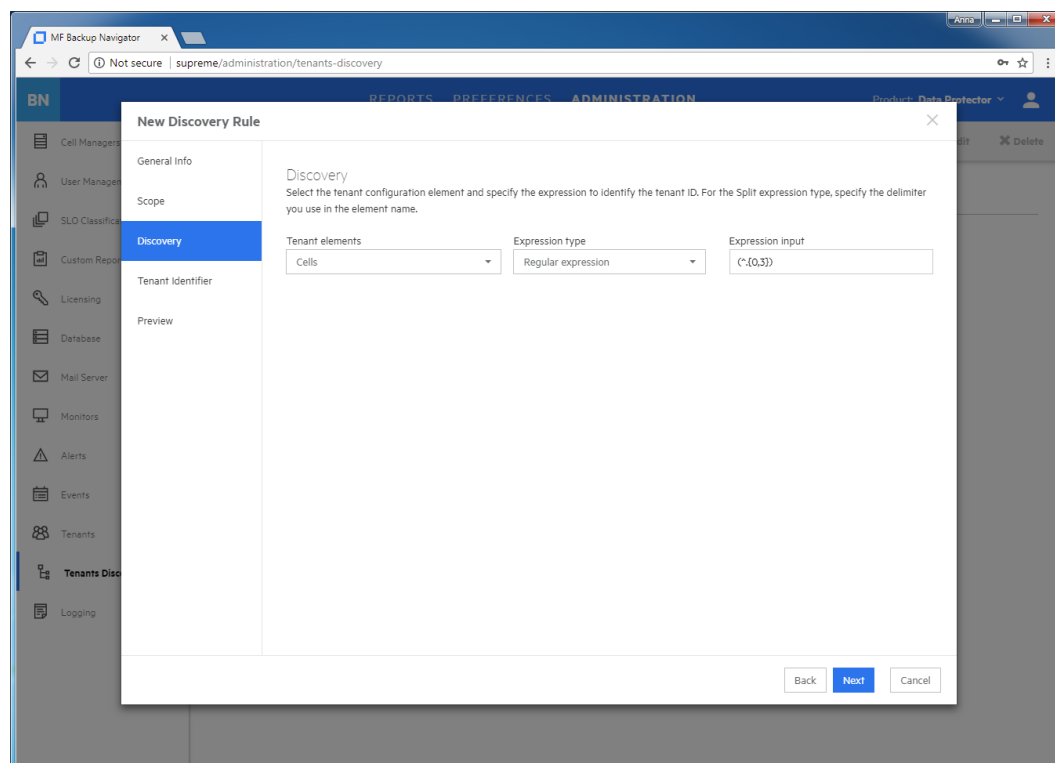 Anna
MF Backup Navigator
Not secure | supreme/administration/tenants-discovery
BN
REPORTS PREFERENCES ADMINISTRATION
Product: Data Protector
New Discovery Rule
Cell Managers
dit
Delete
General Info
User Managem
Scope
SLO Classifica
Discovery
Custom Repor
Tenant Identifier
Licensing
Preview
Database
Mail Server
Monitors
Alerts
Events
Tenants
Tenants Disc
Logging
Discovery
Select the tenant configuration element and specify the expression to identify the tenant ID. For the Split expression type, specify the delimiter
you use in the element name.
Tenant elements
Expression type
Expression input
Cells
Regular expression
(^.{0,3})
Back
Next
Cancel